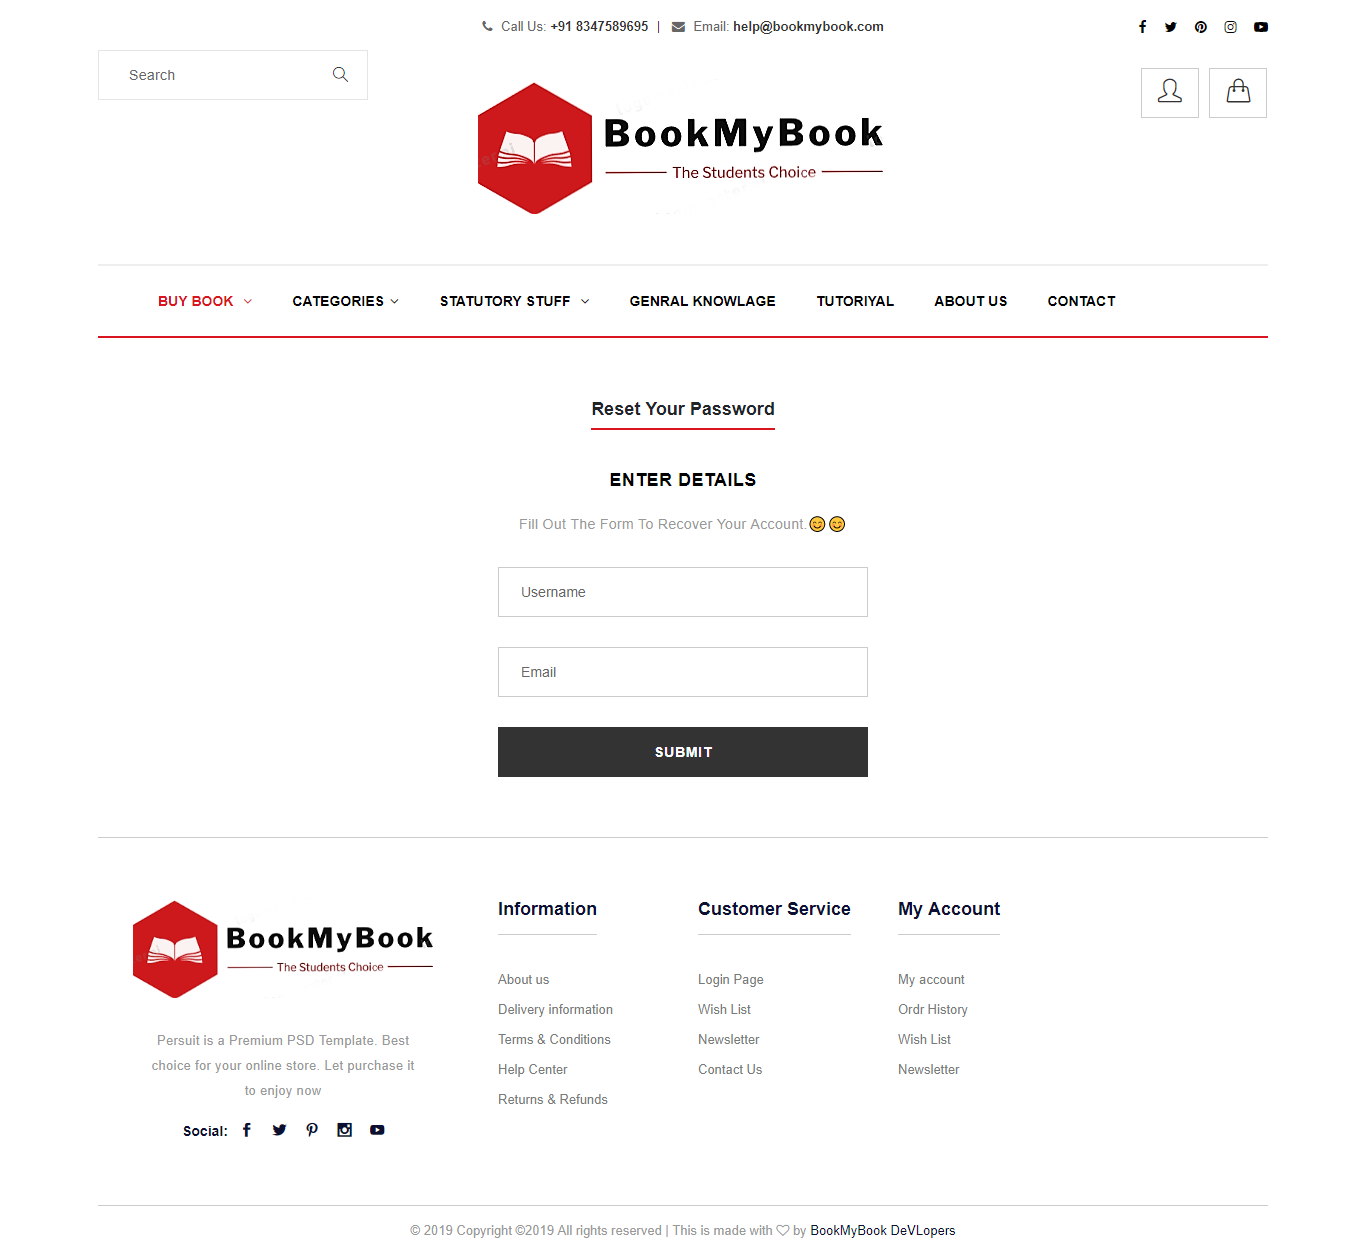 Call Us: +91 8347589695 | Email: help@bookmybook.com
Search
BookMyBook
The Students Choice
BUY BOOK CATEGORIES STATUTORY STUFF GENRAL KNOWLAGE TUTORIYAL ABOUT US CONTACT
Reset Your Password
ENTER DETAILS
Fill Out The Form To Recover Your Account.😊😊
Username
Email
SUBMIT
BookMyBook
The Students Choice
Persuit is a Premium PSD Template. Best
choice for your online store. Let purchase it
to enjoy now
Social:
Information
About us
Delivery information
Terms & Conditions
Help Center
Returns & Refunds
Customer Service
Login Page
Wish List
Newsletter
Contact Us
My Account
My account
Ordr History
Wish List
Newsletter
© 2019 Copyright ©2019 All rights reserved | This is made with ♡ by BookMyBook DeVLopers